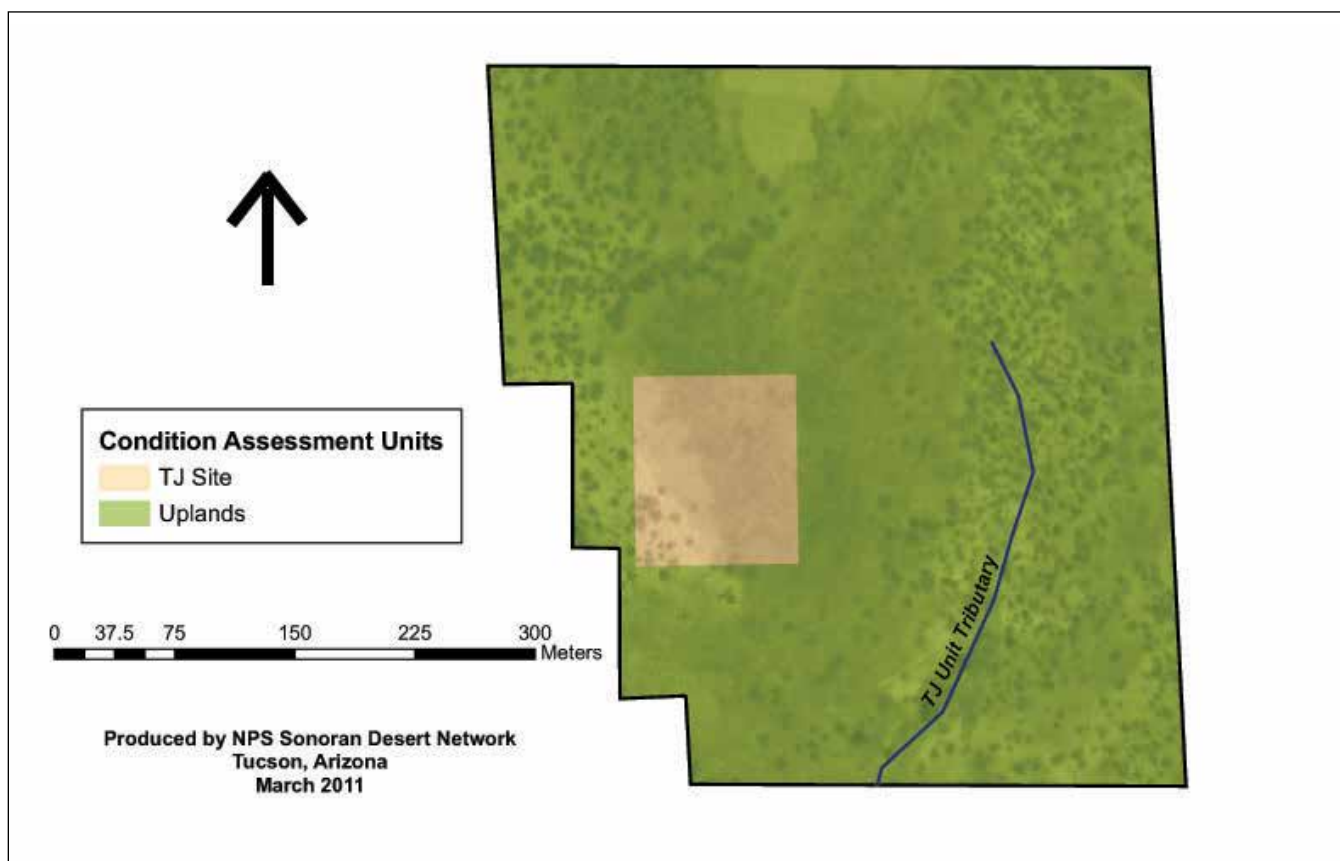 Condition Assessment Units
TJ Site
Uplands
TJ Unit Tributary
0 37.5 75 150 225 300
Meters
Produced by NPS Sonoran Desert Network
Tucson, Arizona
March 2011